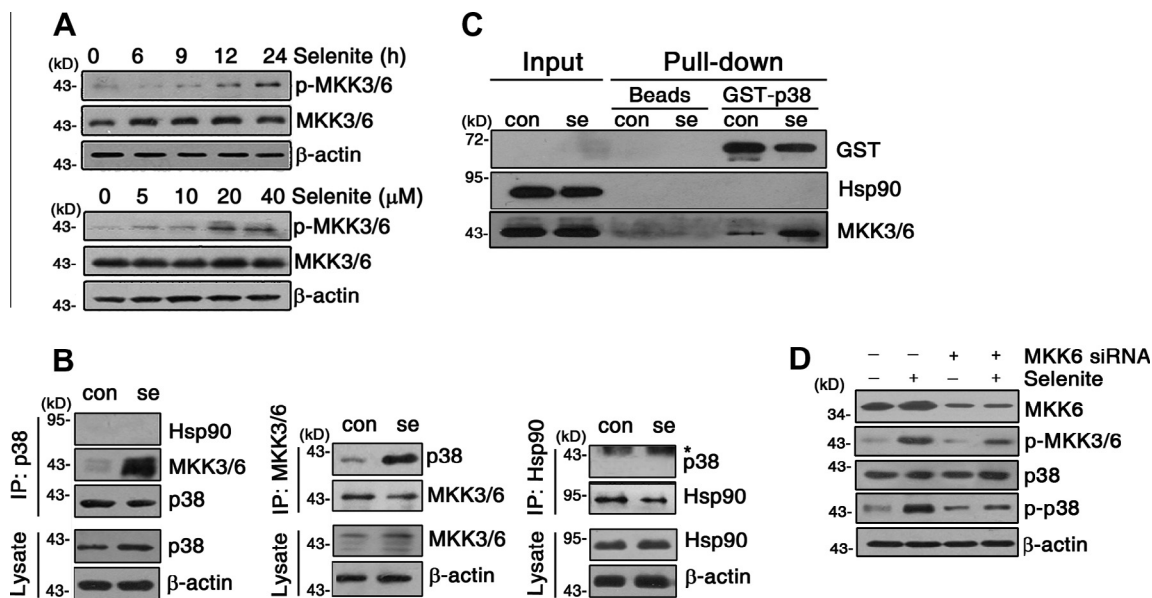 A
(kD) 0 6 9 12 24 Selenite (h)
43- p-MKK3/6
43- MKK3/6
43- β-actin
(kD) 0 5 10 20 40 Selenite (μM)
43- p-MKK3/6
43- MKK3/6
43- β-actin
C
Input Pull-down
Beads GST-p38
(kD) con se con se con se
72- GST
95- Hsp90
43- MKK3/6
B
con se
(kD)
IP: p38
95- Hsp90
43- MKK3/6
43- p38
Lysate
43- p38
43- β-actin
con se
(kD)
IP: MKK3/6
43- p38
43- MKK3/6
Lysate
43- MKK3/6
43- β-actin
con se
(kD)
IP: Hsp90
43- * p38
95- Hsp90
Lysate
95- Hsp90
43- β-actin
D
– – + + MKK6 siRNA
(kD) – + – + Selenite
34- MKK6
43- p-MKK3/6
43- p38
43- p-p38
43- β-actin